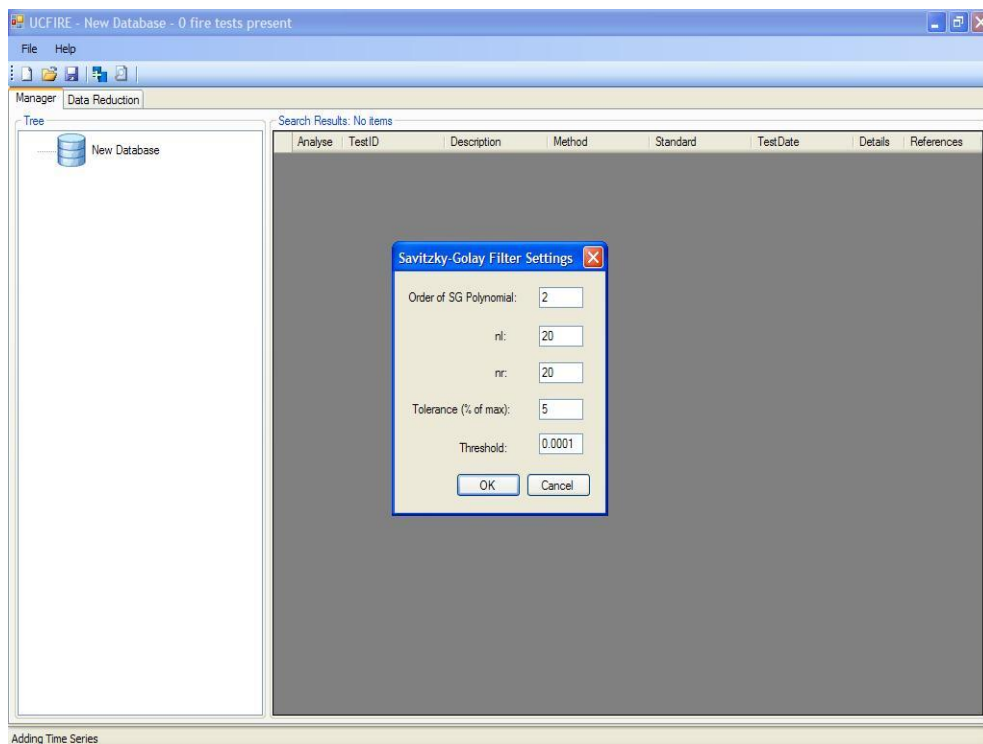 UCFIRE - New Database - 0 fire tests present
File Help
Manager Data Reduction
Tree
New Database
Search Results: No items
Analyse TestID Description Method Standard TestDate Details References
Savitzky-Golay Filter Settings
Order of SG Polynomial: 2
nl: 20
nr: 20
Tolerance (% of max): 5
Threshold: 0.0001
OK Cancel
Adding Time Series